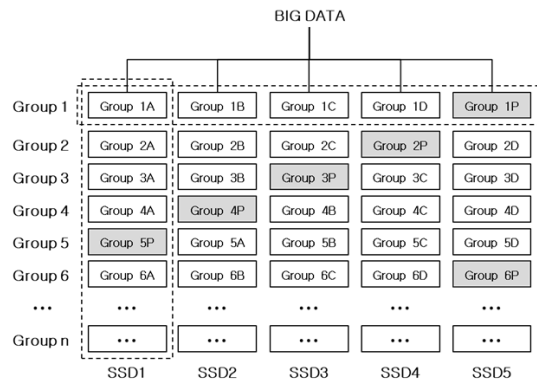 BIG DATA
Group 1 Group 1A Group 1B Group 1C Group 1D Group 1P
Group 2 Group 2A Group 2B Group 2C Group 2P Group 2D
Group 3 Group 3A Group 3B Group 3P Group 3C Group 3D
Group 4 Group 4A Group 4P Group 4B Group 4C Group 4D
Group 5 Group 5P Group 5A Group 5B Group 5C Group 5D
Group 6 Group 6A Group 6B Group 6C Group 6D Group 6P
... ... ... ... ... ...
Group n ... ... ... ... ...
SSD1 SSD2 SSD3 SSD4 SSD5